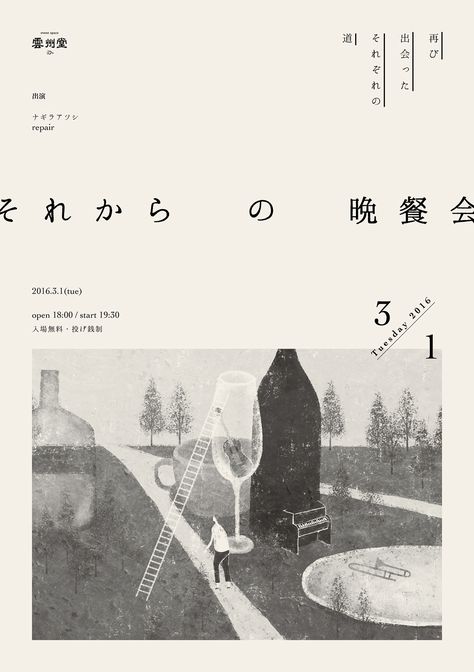 event space
雲州堂
再び
出会った
それぞれの
道
出演
ナギラアツシ
repair
それから の 晩餐会
2016.3.1(tue)
open 18:00 / start 19:30
入場無料・投げ銭制
3
Tuesday 2016
1